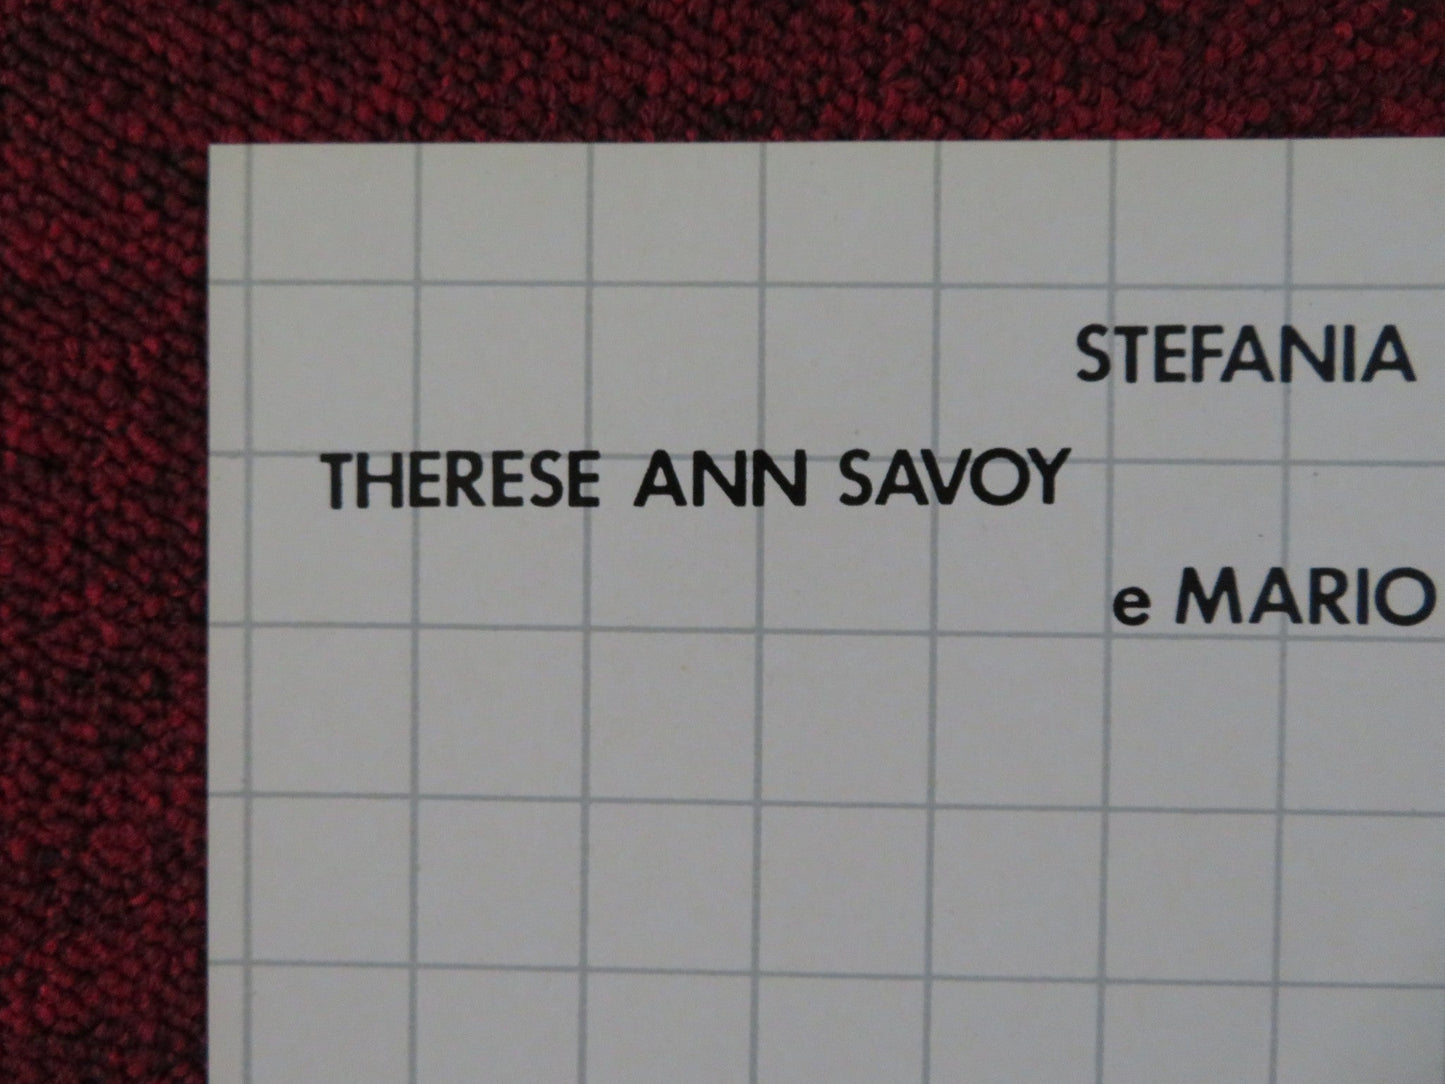 STEFANIA
THERESE ANN SAVOY
e MARIO